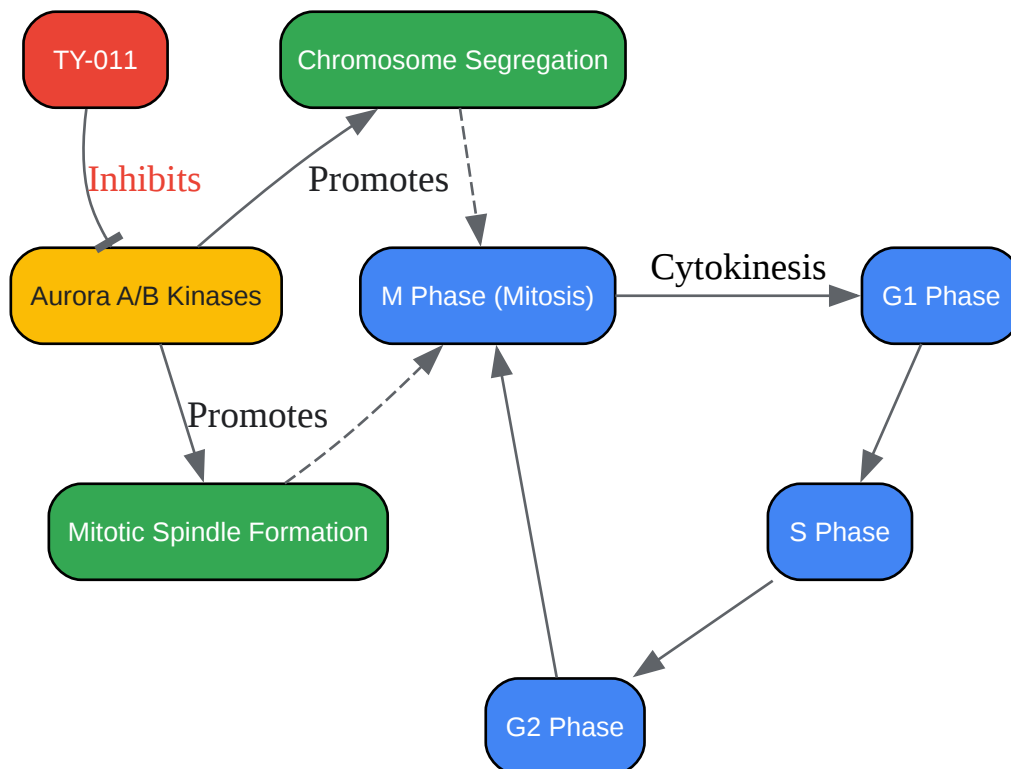 TY-011
Chromosome Segregation
Inhibits
Promotes
Aurora A/B Kinases
M Phase (Mitosis)
Cytokinesis
G1 Phase
Promotes
Mitotic Spindle Formation
S Phase
G2 Phase